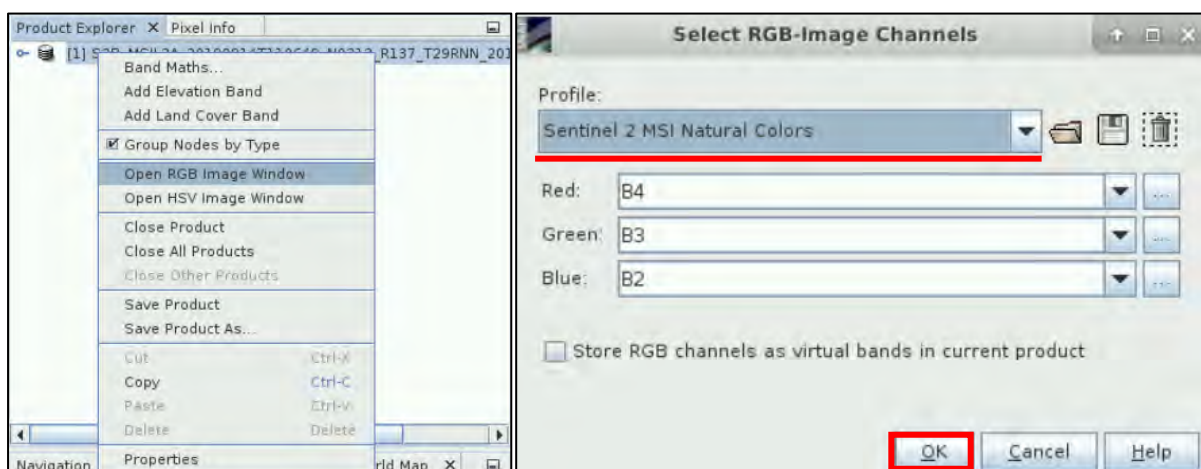 Product Explorer X Pixel Info
[1] S2B_MSIL2A_20190814T110649_N0213_R137_T29RNN_201
Band Maths...
Add Elevation Band
Add Land Cover Band
Group Nodes by Type
Open RGB Image Window
Open HSV Image Window
Close Product
Close All Products
Close Other Products
Save Product
Save Product As...
Cut Ctrl-X
Copy Ctrl-C
Paste Ctrl-V
Delete Delete
Properties
Navigation rld Map X
Select RGB-Image Channels
Profile:
Sentinel 2 MSI Natural Colors
Red: B4 ...
Green: B3 ...
Blue: B2 ...
Store RGB channels as virtual bands in current product
OK Cancel Help